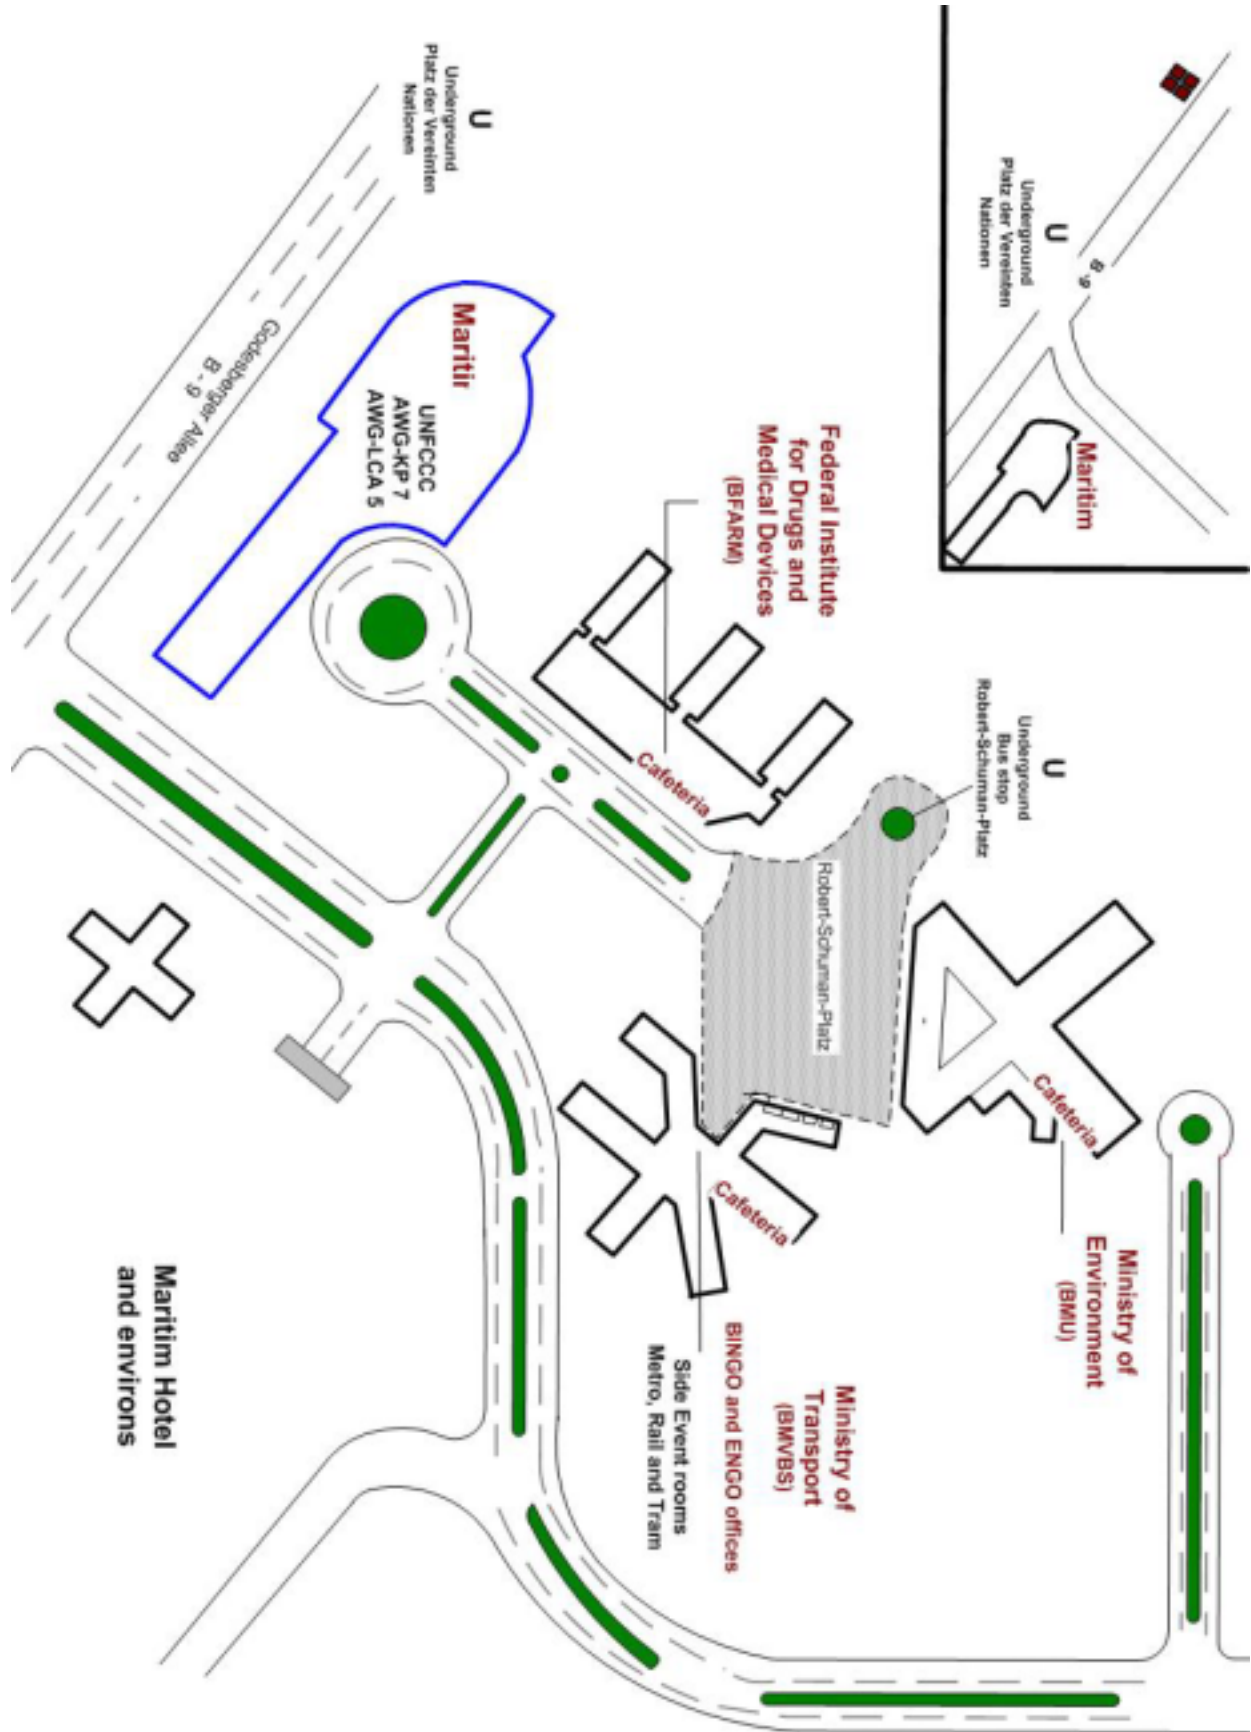 U
Underground
Platz der Vereinten
Nationen
B -9
Maritim
U
Underground
Platz der Vereinten
Nationen
Godesberger Allee
B - 9
Maritir
UNFCCC
AWG-KP 7
AWG-LCA 5
Federal Institute
for Drugs and
Medical Devices
(BFARM)
Cafeteria
U
Underground
Bus stop
Robert-Schuman-Platz
Robert-Schuman-Platz
Cafeteria
Ministry of
Environment
(BMU)
Cafeteria
Ministry of
Transport
(BMVBS)
BINGO and ENGO offices
Side Event rooms
Metro, Rail and Tram
Maritim Hotel
and environs